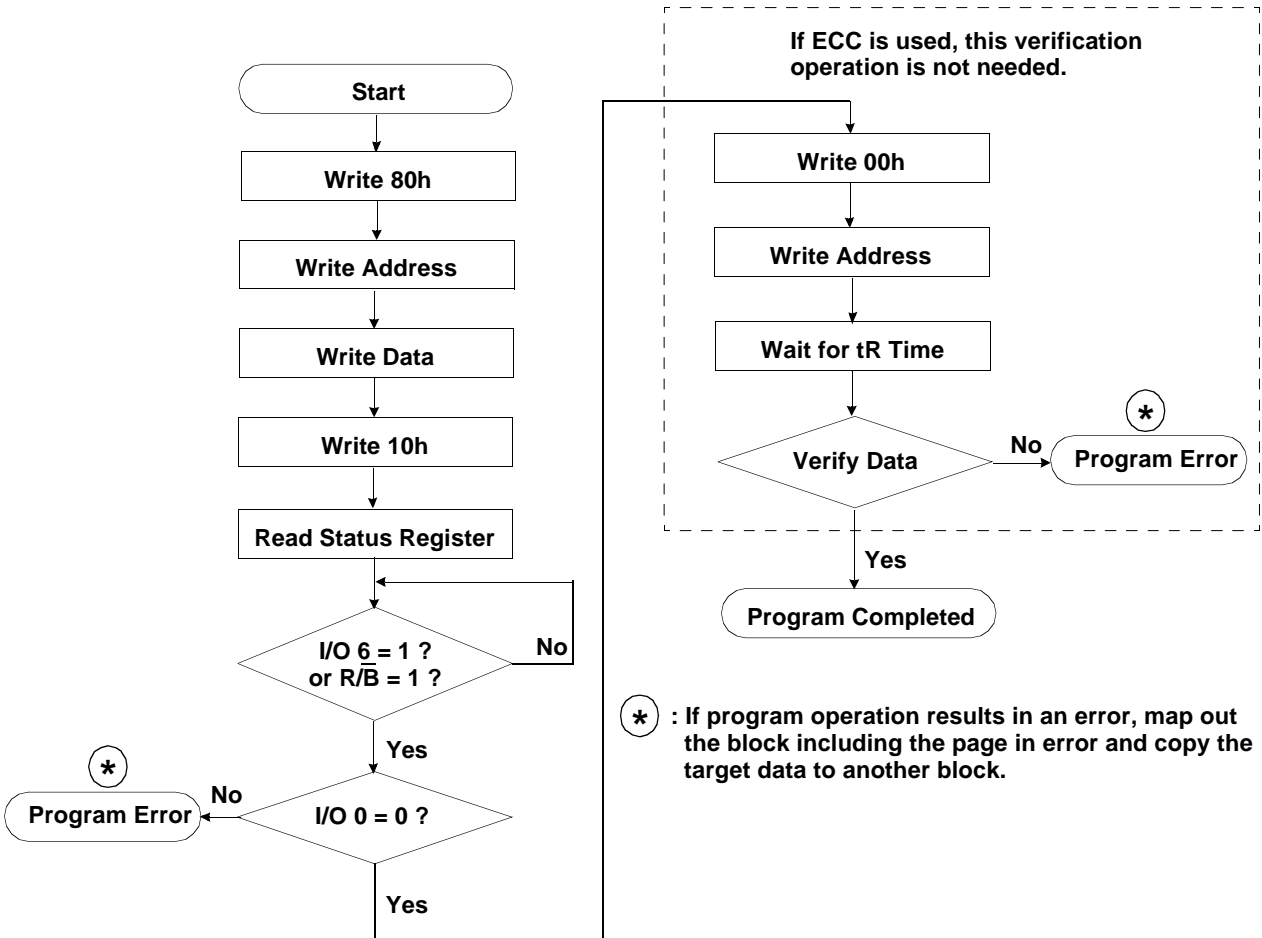 Start
Write 80h
Write Address
Write Data
Write 10h
Read Status Register
I/O 6 = 1 ?
or R/B̅ = 1 ?
No
Yes
*
No
Program Error
I/O 0 = 0 ?
Yes
If ECC is used, this verification
operation is not needed.
Write 00h
Write Address
Wait for tR Time
Verify Data
No
*
Program Error
Yes
Program Completed
* : If program operation results in an error, map out
the block including the page in error and copy the
target data to another block.